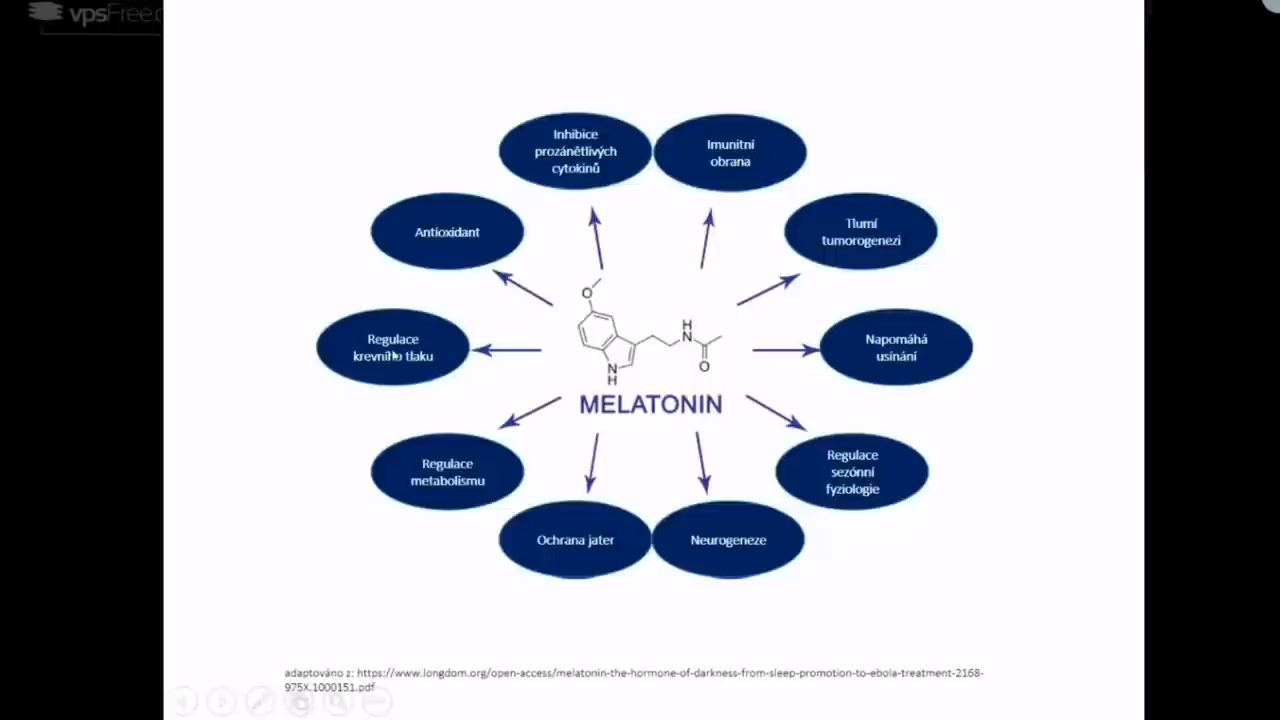 vpsFree.c
Inhibice
prozánětlivých
cytokinů
Imunitní
obrana
Antioxidant
Tlumí
tumorogenezi
Regulace
krevního tlaku
Napomáhá
usínání
O
H
N
O
N
H
MELATONIN
Regulace
metabolismu
Regulace
sezónní
fyziologie
Ochrana jater
Neurogeneze
adaptováno z: https://www.longdom.org/open-access/melatonin-the-hormone-of-darkness-from-sleep-promotion-to-ebola-treatment-2168-
975X.1000151.pdf